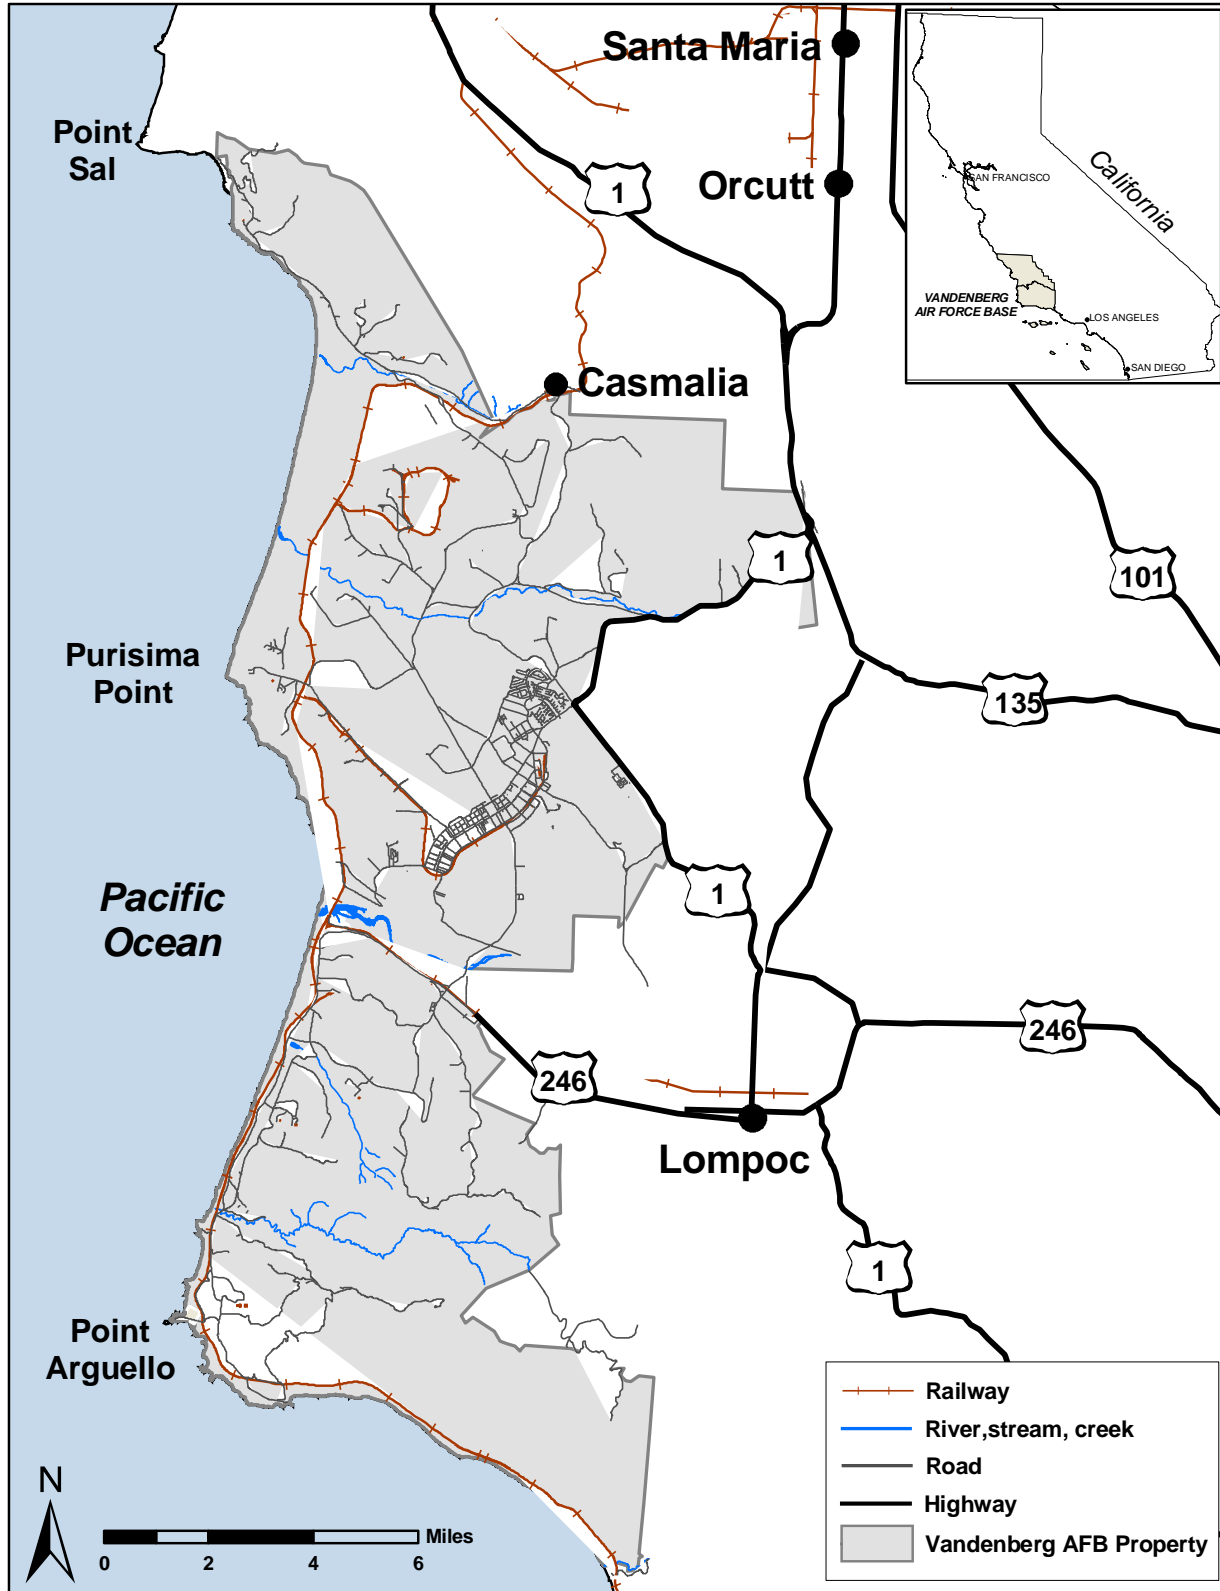 Santa Maria
Point
Sal
Orcutt
1
California
SAN FRANCISCO
VANDENBERG
AIR FORCE BASE
LOS ANGELES
SAN DIEGO
Casmalia
1
101
Purisima
Point
135
Pacific
Ocean
1
246
246
Lompoc
1
Point
Arguello
Railway
River,stream, creek
Road
Highway
Vandenberg AFB Property
N
Miles
0 2 4 6